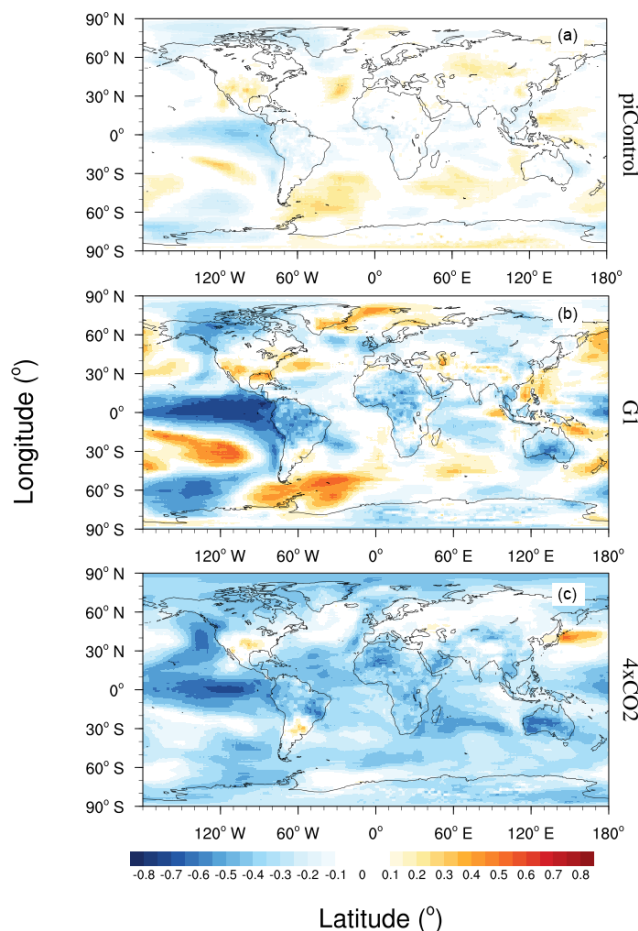 90° N
60° N
30° N
0°
30° S
60° S
90° S
(a)
piControl
120° W 60° W 0° 60° E 120° E 180°
90° N
60° N
30° N
0°
30° S
60° S
90° S
(b)
G1
120° W 60° W 0° 60° E 120° E 180°
90° N
60° N
30° N
0°
30° S
60° S
90° S
(c)
4xCO2
120° W 60° W 0° 60° E 120° E 180°
Longitude (°)
-0.8 -0.7 -0.6 -0.5 -0.4 -0.3 -0.2 -0.1 0 0.1 0.2 0.3 0.4 0.5 0.6 0.7 0.8
Latitude (°)